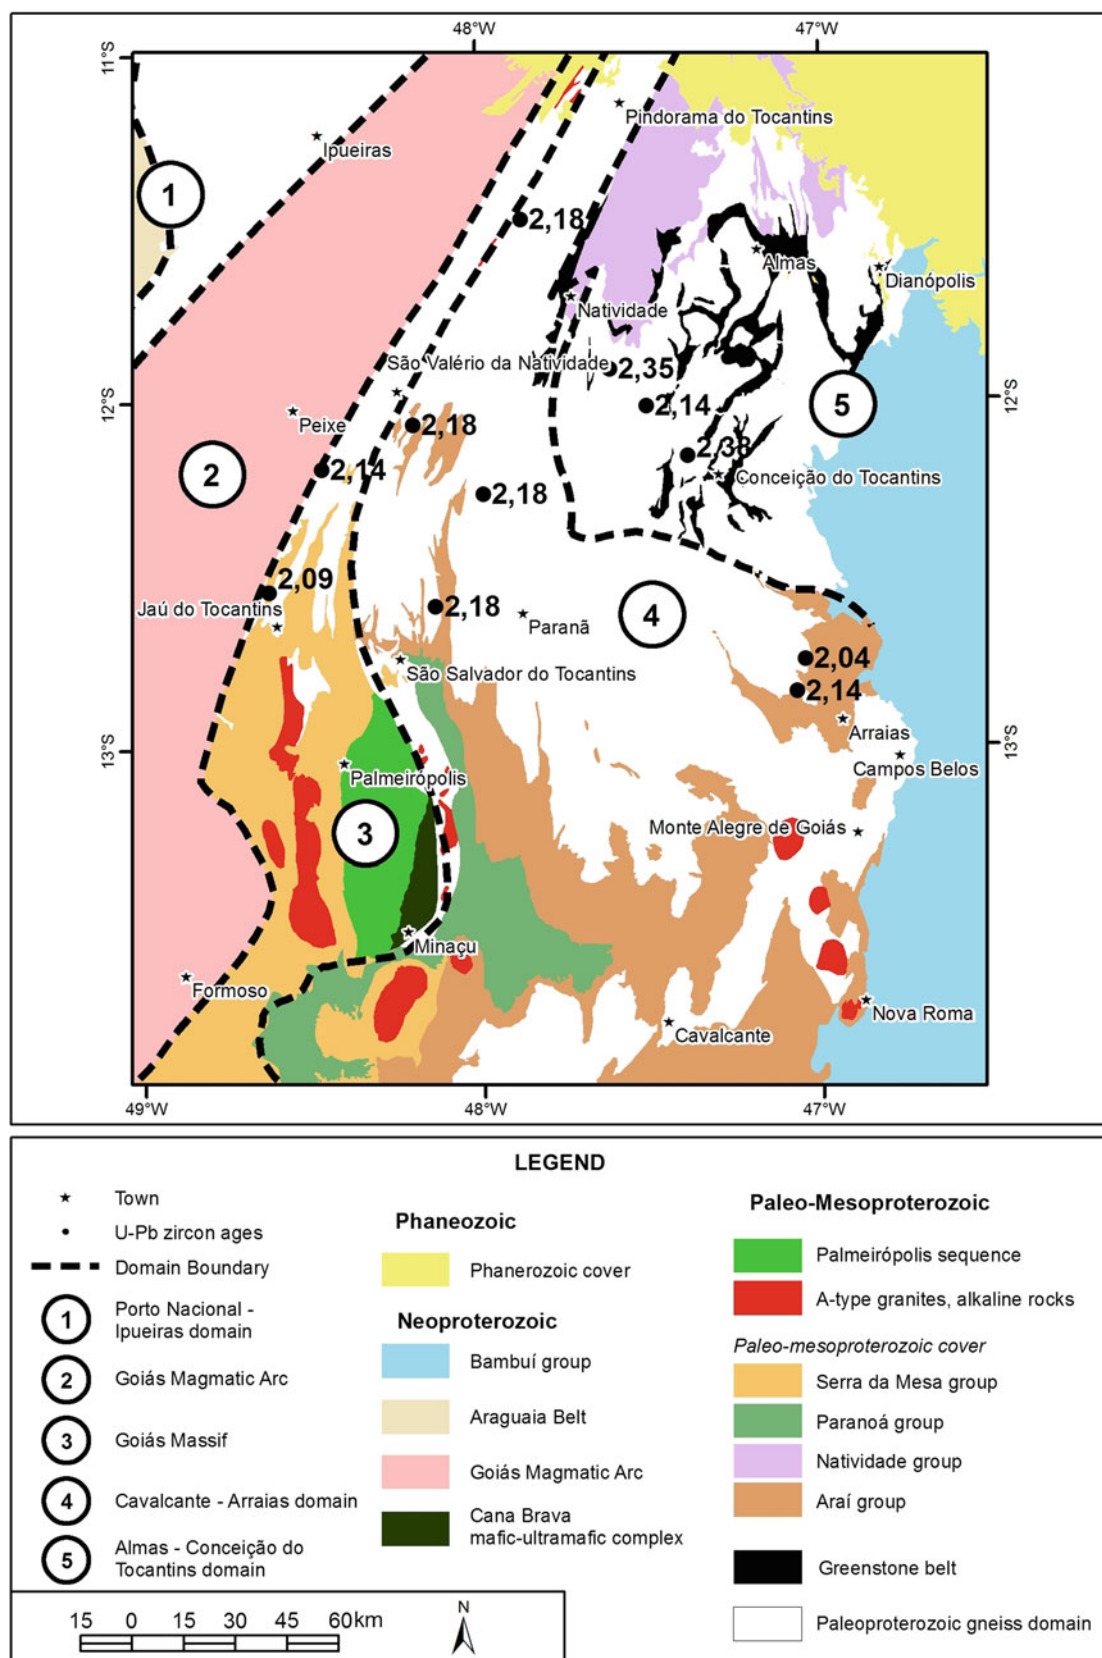 48°W
47°W
11°S
Pindorama do Tocantins
Ipueiras
1
2,18
Almas
Dianópolis
Natividade
São Valério da Natividade
2,35
12°S
12°S
2,14
5
2,18
Peixe
2,38
2
2,14
Conceição do Tocantins
2,18
2,09
Jaú do Tocantins
2,18
Paranã
4
2,04
São Salvador do Tocantins
2,14
Arraias
13°S
13°S
Campos Belos
Palmeirópolis
3
Monte Alegre de Goiás
Minaçu
Formoso
Nova Roma
Cavalcante
49°W
48°W
47°W
LEGEND
Town
U-Pb zircon ages
Domain Boundary
1
Porto Nacional -
Ipueiras domain
2
Goiás Magmatic Arc
3
Goiás Massif
4
Cavalcante - Arraias domain
5
Almas - Conceição do
Tocantins domain
Phaneozoic
Phanerozoic cover
Neoproterozoic
Bambuí group
Araguaia Belt
Goiás Magmatic Arc
Cana Brava
mafic-ultramafic complex
Paleo-Mesoproterozoic
Palmeirópolis sequence
A-type granites, alkaline rocks
Paleo-mesoproterozoic cover
Serra da Mesa group
Paranoá group
Natividade group
Araí group
Greenstone belt
Paleoproterozoic gneiss domain
15 0 15 30 45 60km
N